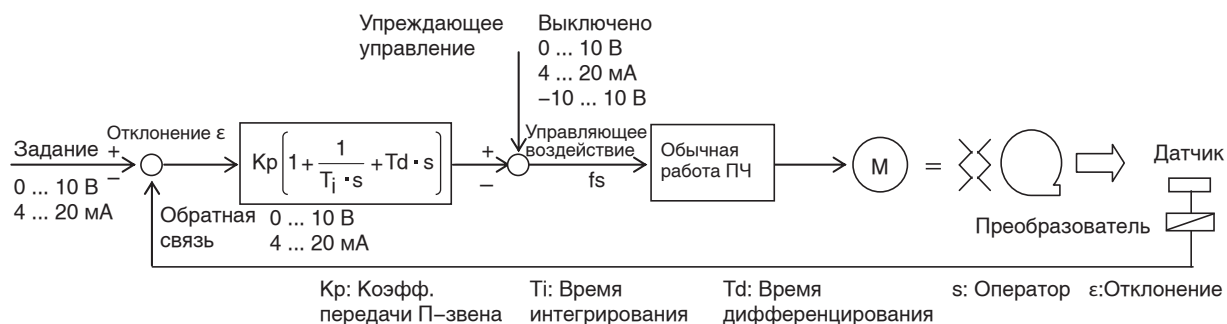 Упреждающее
управление
Выключено
0 ... 10 В
4 ... 20 мА
−10 ... 10 В
Задание
+
−
0 ... 10 В
4 ... 20 мА
Отклонение ε
Kp(1+ 1/(Ti ·s) +Td · s)
+
−
Управляющее
воздействие
fs
Обычная
работа ПЧ
М
=
Датчик
Преобразователь
Обратная
связь
0 ... 10 В
4 ... 20 мА
Kp: Коэфф.
передачи П−звена
Ti: Время
интегрирования
Td: Время
дифференцирования
s: Оператор
ε:Отклонение